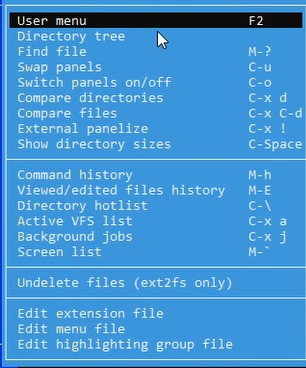 User menu F2
Directory tree
Find file M-?
Swap panels C-u
Switch panels on/off C-o
Compare directories C-x d
Compare files C-x C-d
External panelize C-x !
Show directory sizes C-Space
Command history M-h
Viewed/edited files history M-E
Directory hotlist C-\
Active VFS list C-x a
Background jobs C-x j
Screen list M-`
Undelete files (ext2fs only)
Edit extension file
Edit menu file
Edit highlighting group file